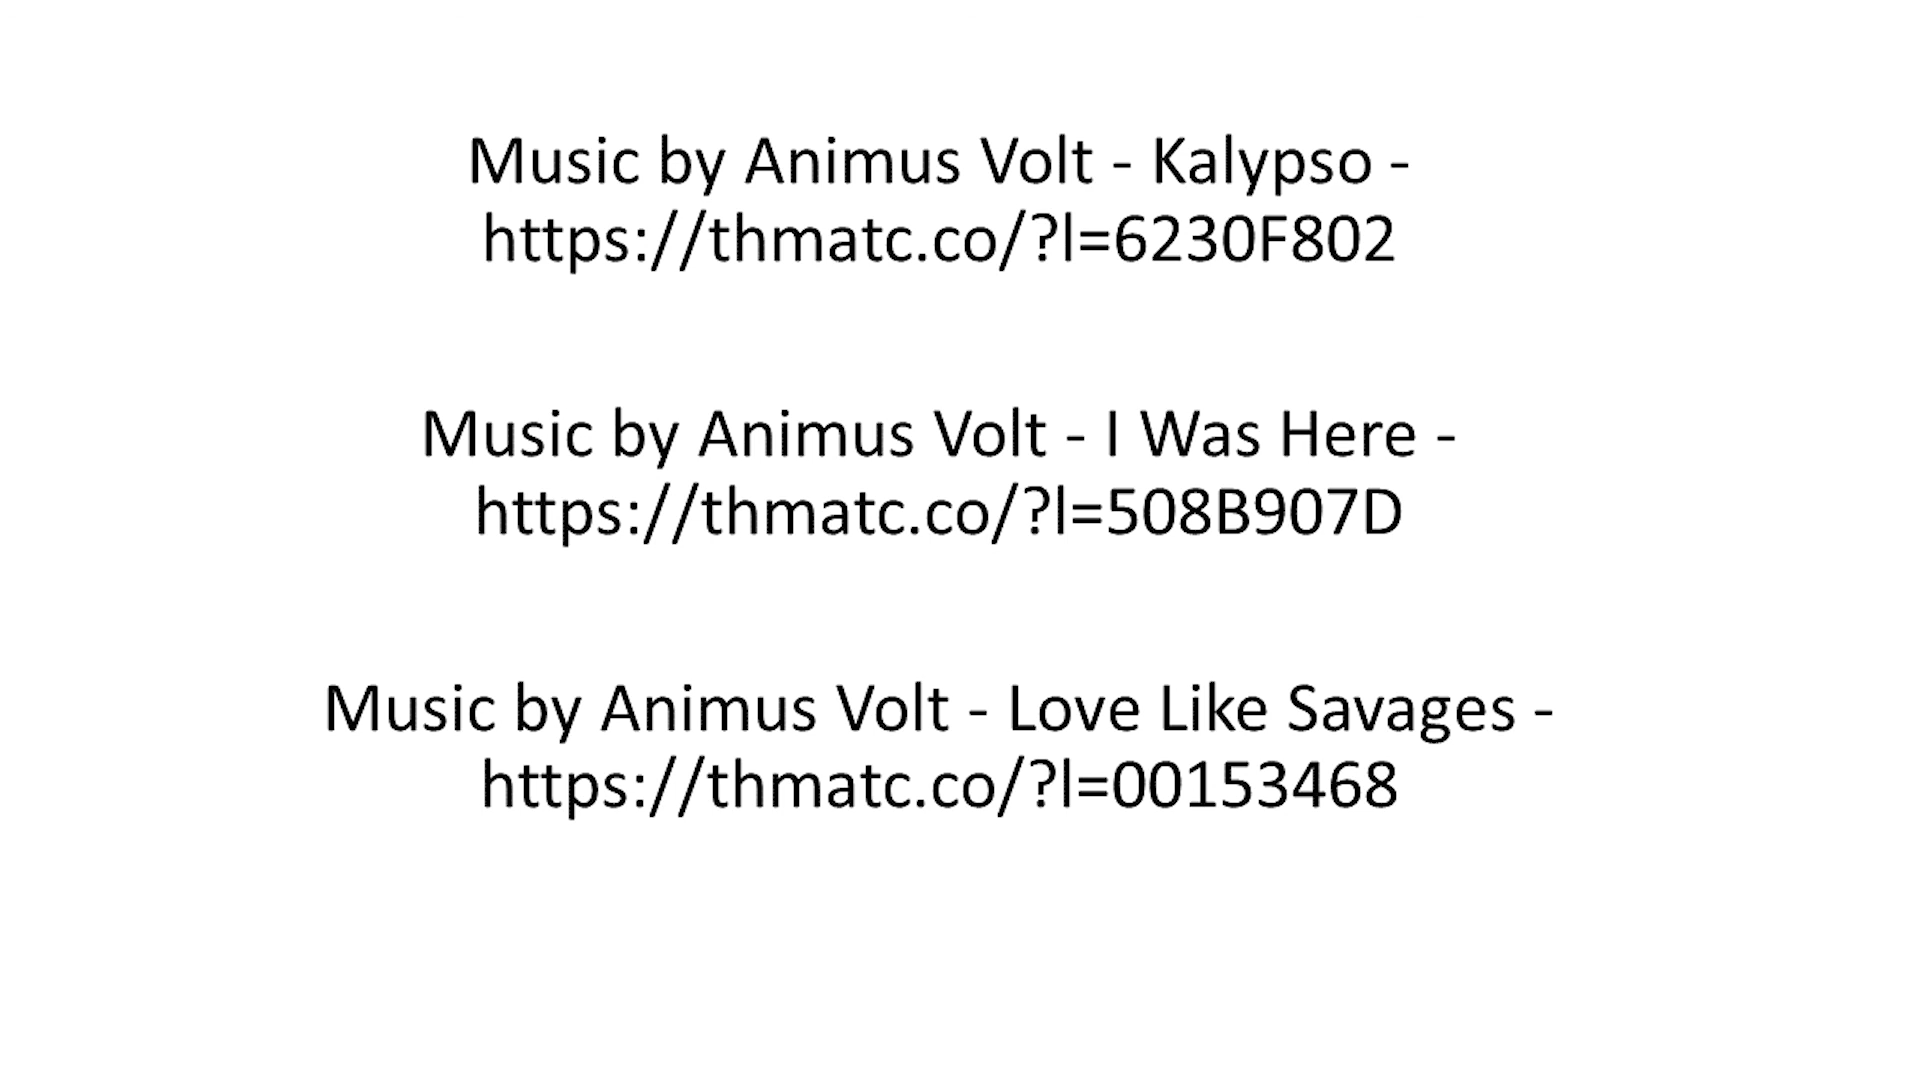 Music by Animus Volt - Kalypso -
https://thmatc.co/?l=6230F802
Music by Animus Volt - I Was Here -
https://thmatc.co/?l=508B907D
Music by Animus Volt - Love Like Savages -
https://thmatc.co/?l=00153468